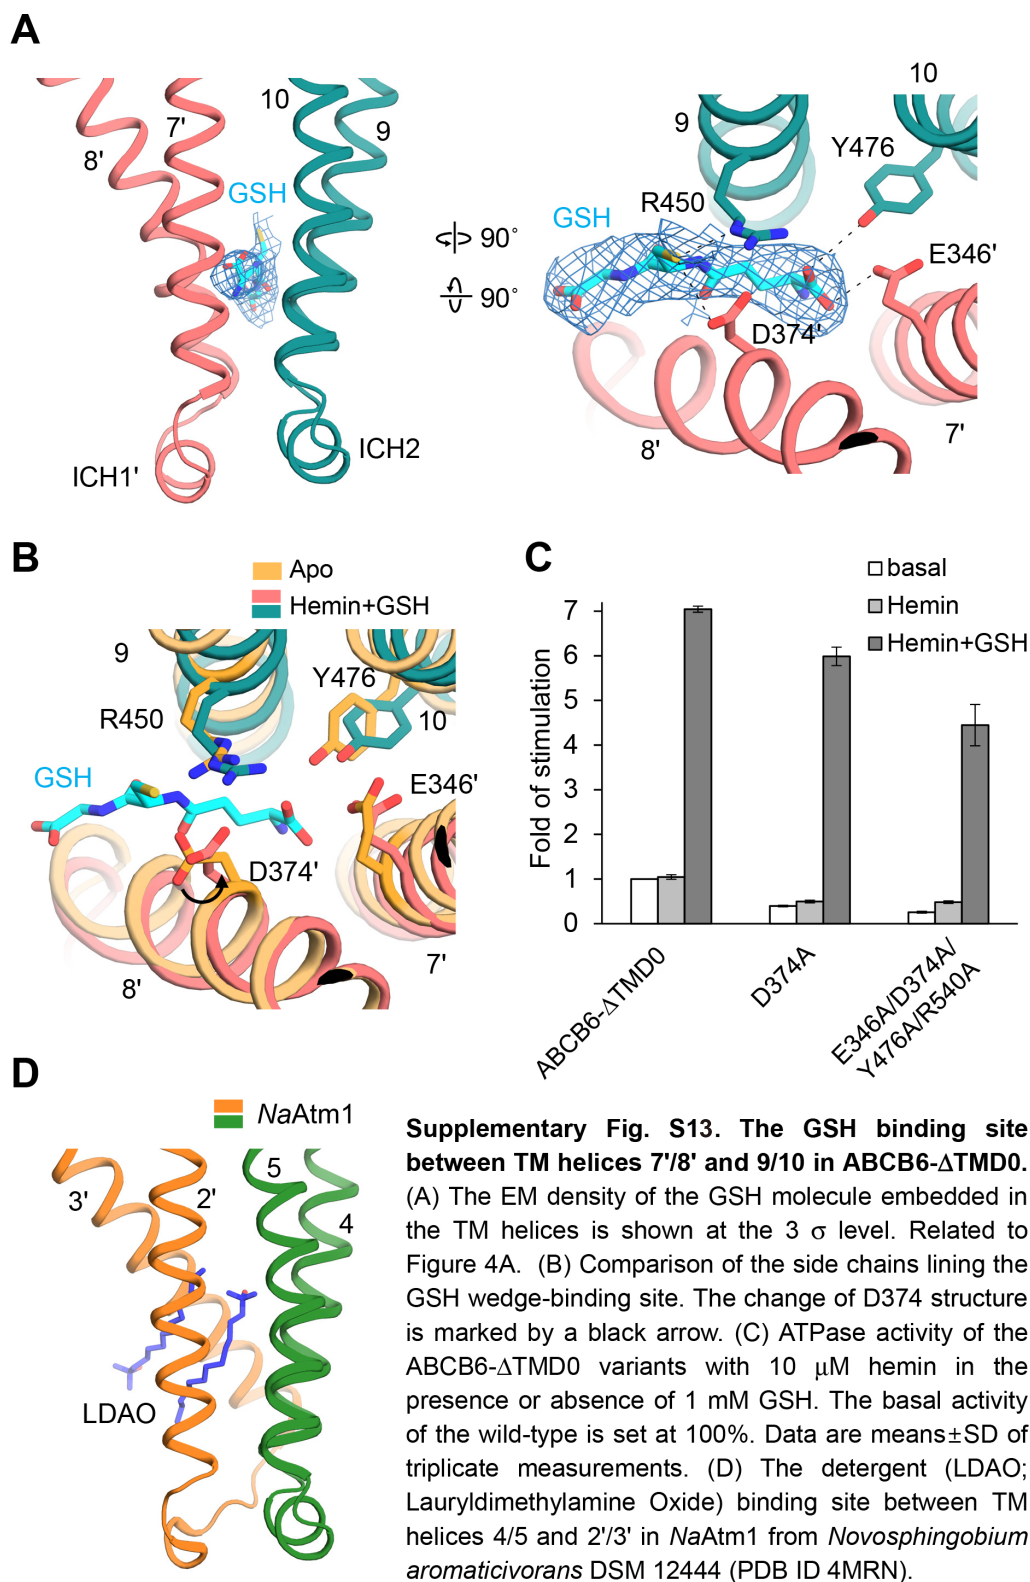 A
10
10
7'
9
9
8'
Y476
GSH
R450
GSH
90°
E346'
90°
D374'
ICH2
ICH1'
8'
7'
B
Apo
Hemin+GSH
9
Y476
R450
10
GSH
E346'
D374'
8'
7'
C
basal
Hemin
Hemin+GSH
7
6
5
4
3
2
1
0
Fold of stimulation
ABCB6-ΔTMD0
D374A
E346A/D374A/
Y476A/R540A
D
NaAtm1
5
3'
2'
4
LDAO
Supplementary Fig. S13. The GSH binding site
between TM helices 7'/8' and 9/10 in ABCB6-ΔTMD0.
(A) The EM density of the GSH molecule embedded in
the TM helices is shown at the 3 σ level. Related to
Figure 4A. (B) Comparison of the side chains lining the
GSH wedge-binding site. The change of D374 structure
is marked by a black arrow. (C) ATPase activity of the
ABCB6-ΔTMD0 variants with 10 μM hemin in the
presence or absence of 1 mM GSH. The basal activity
of the wild-type is set at 100%. Data are means±SD of
triplicate measurements. (D) The detergent (LDAO;
Lauryldimethylamine Oxide) binding site between TM
helices 4/5 and 2'/3' in NaAtm1 from Novosphingobium
aromaticivorans DSM 12444 (PDB ID 4MRN).